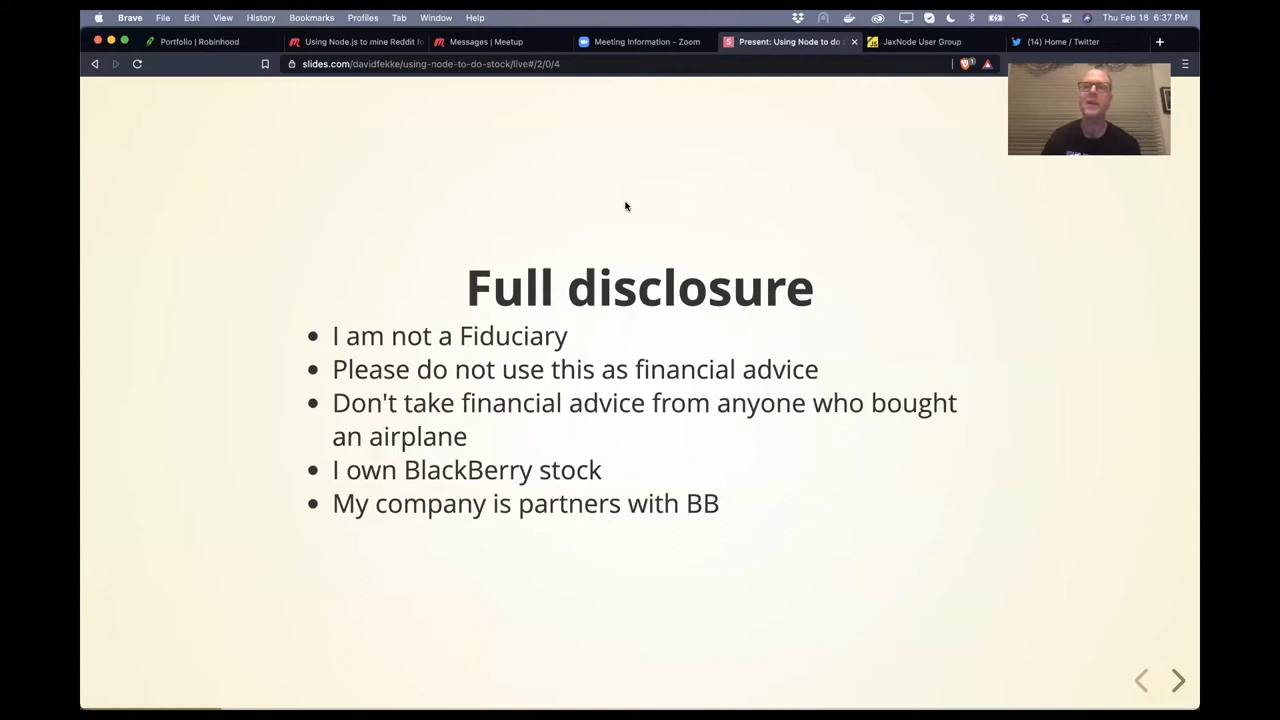 Brave File Edit View History Bookmarks Profiles Tab Window Help Thu Feb 18 6:37 PM
Portfolio | Robinhood Using Node.js to mine Reddit fo Messages | Meetup Meeting Information - Zoom Present: Using Node to do JaxNode User Group (14) Home / Twitter
slides.com/davidfekke/using-node-to-do-stock/live#/2/0/4
Full disclosure
• I am not a Fiduciary
• Please do not use this as financial advice
• Don't take financial advice from anyone who bought
an airplane
• I own BlackBerry stock
• My company is partners with BB